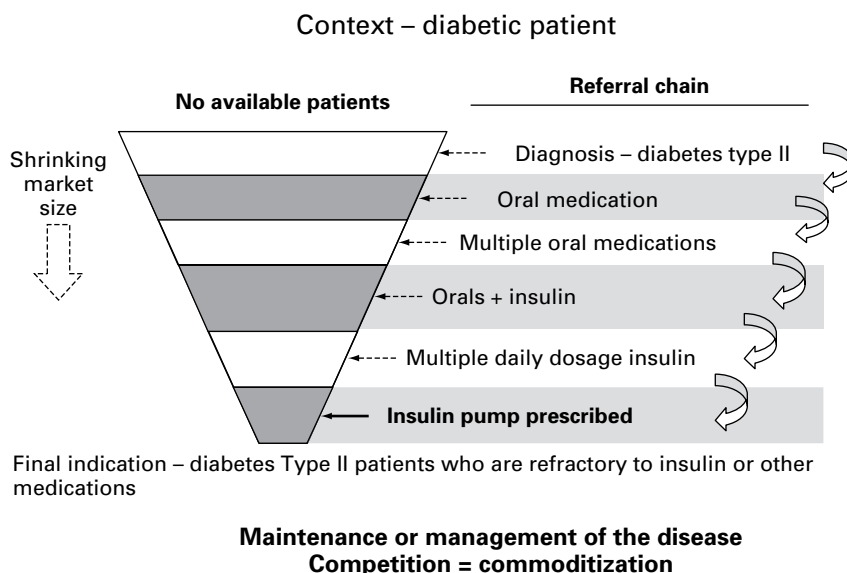 Context – diabetic patient
No available patients
Referral chain
Shrinking
market
size
Diagnosis – diabetes type II
Oral medication
Multiple oral medications
Orals + insulin
Multiple daily dosage insulin
Insulin pump prescribed
Final indication – diabetes Type II patients who are refractory to insulin or other
medications
Maintenance or management of the disease
Competition = commoditization